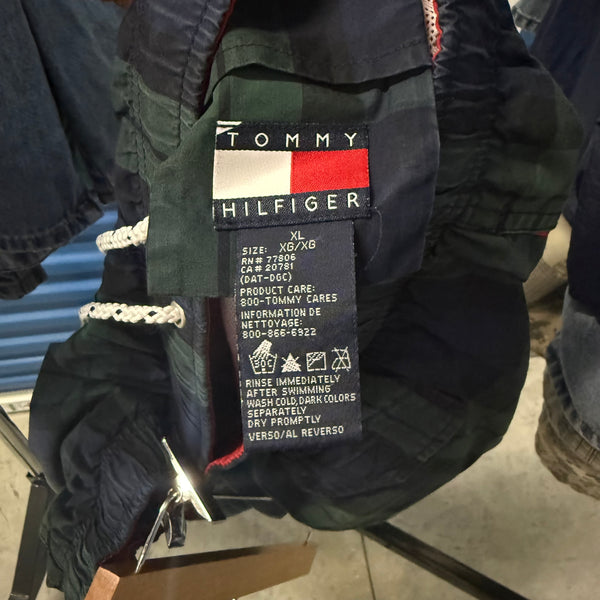 TOMMY
HILFIGER
XL
SIZE: XG/XG
RN# 77806
CA# 20781
(DAT-DGC)
PRODUCT CARE:
800-TOMMY CARES
INFORMATION DE
NETTOYAGE:
800-866-6922
30C
RINSE IMMEDIATELY
AFTER SWIMMING
WASH COLD, DARK COLORS
SEPARATELY
DRY PROMPTLY
VERSO/AL REVERSO